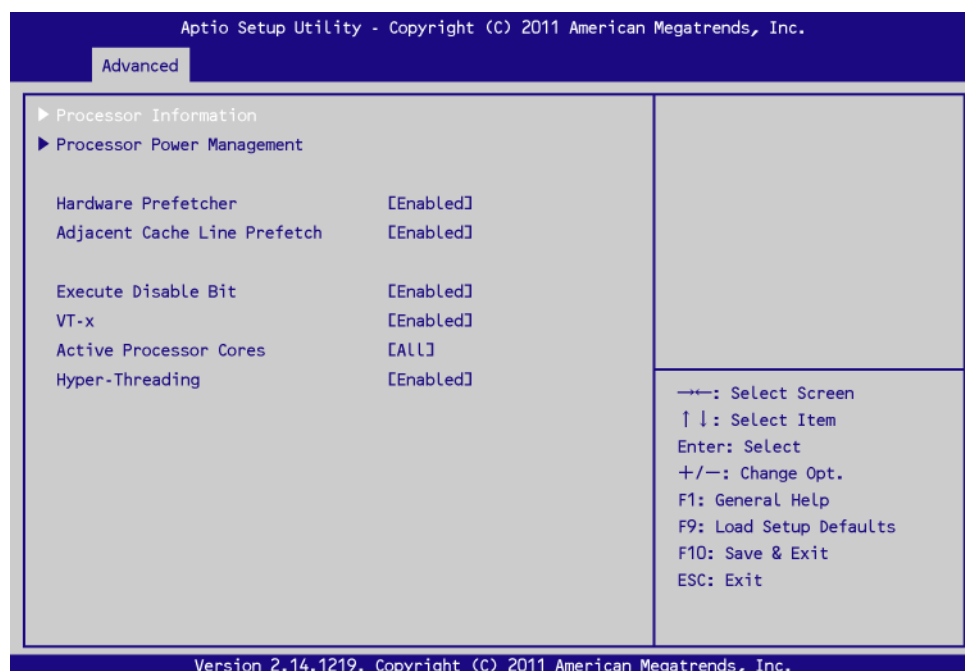 Aptio Setup Utility - Copyright (C) 2011 American Megatrends, Inc.
Advanced
▶ Processor Information
▶ Processor Power Management
Hardware Prefetcher [Enabled]
Adjacent Cache Line Prefetch [Enabled]
Execute Disable Bit [Enabled]
VT-x [Enabled]
Active Processor Cores [All]
Hyper-Threading [Enabled]
→←: Select Screen
↑↓: Select Item
Enter: Select
+/-: Change Opt.
F1: General Help
F9: Load Setup Defaults
F10: Save & Exit
ESC: Exit
Version 2.14.1219. Copyright (C) 2011 American Megatrends, Inc.